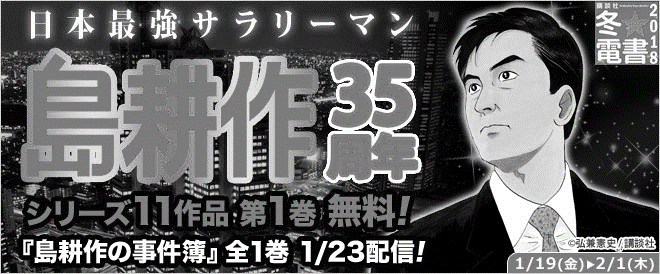 日本最強サラリーマン
島耕作
35
周年
シリーズ11作品 第1巻 無料!
『島耕作の事件簿』全1巻 1/23配信!
講談社
冬★電書
2018
©弘兼憲史/講談社
1/19(金)▶2/1(木)